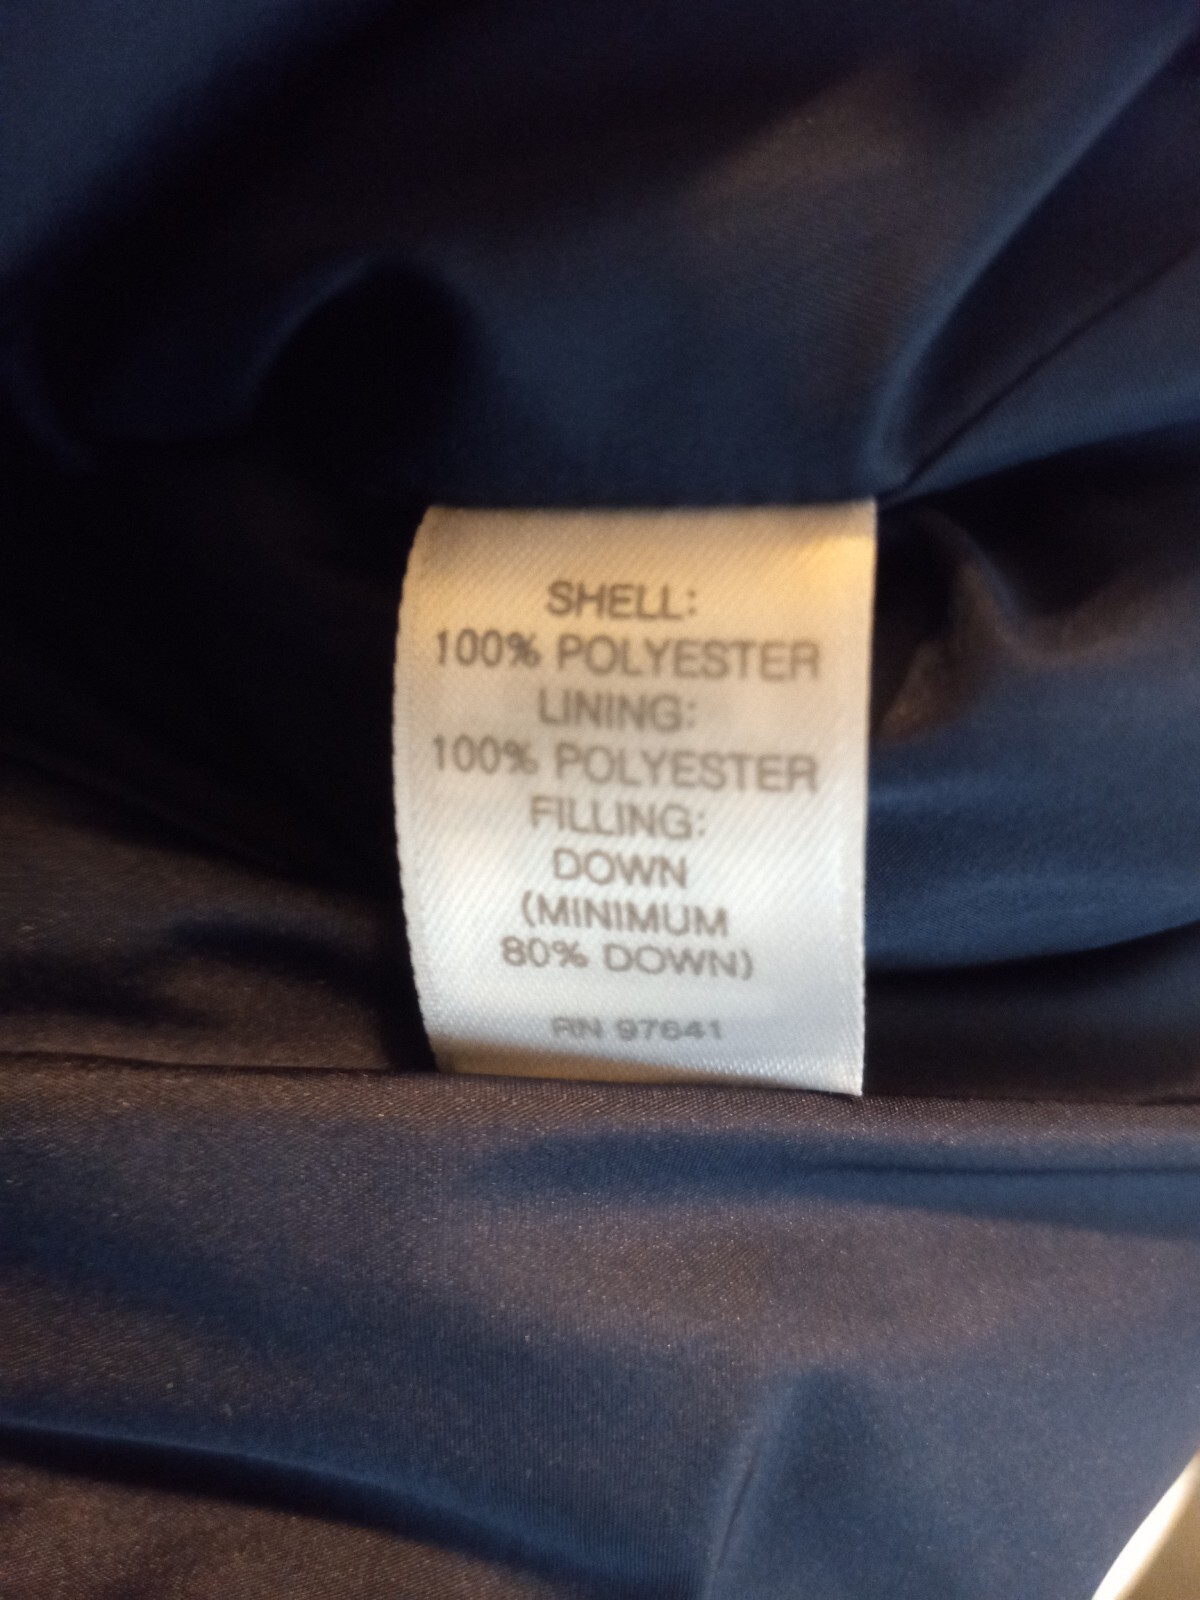 SHELL:
100% POLYESTER
LINING:
100% POLYESTER
FILLING:
DOWN
(MINIMUM
80% DOWN)
RN 97641